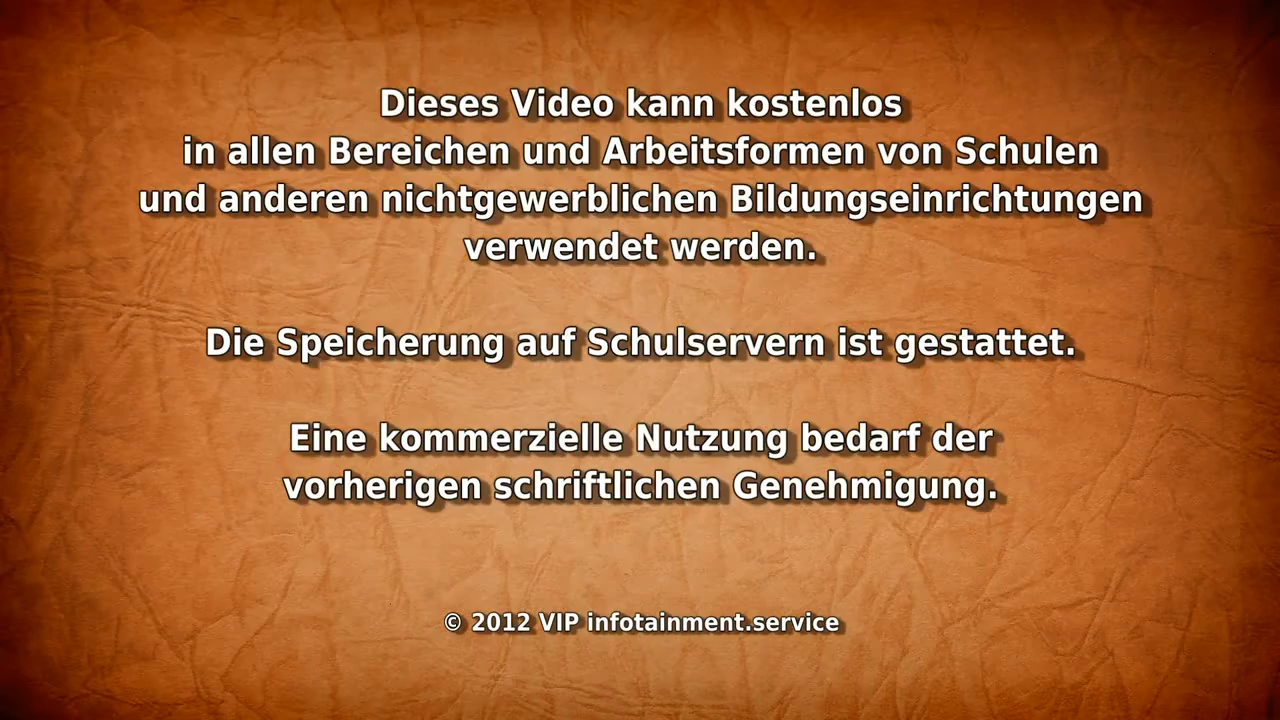 Dieses Video kann kostenlos
in allen Bereichen und Arbeitsformen von Schulen
und anderen nichtgewerblichen Bildungseinrichtungen
verwendet werden.
Die Speicherung auf Schulservern ist gestattet.
Eine kommerzielle Nutzung bedarf der
vorherigen schriftlichen Genehmigung.
© 2012 VIP infotainment.service